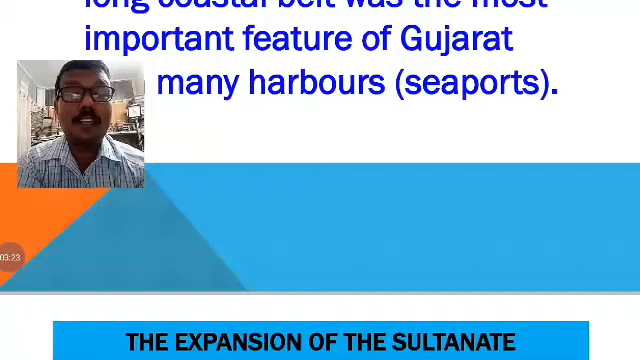 long coastal belt was the most
important feature of Gujarat
many harbours (seaports).
03:23
THE EXPANSION OF THE SULTANATE